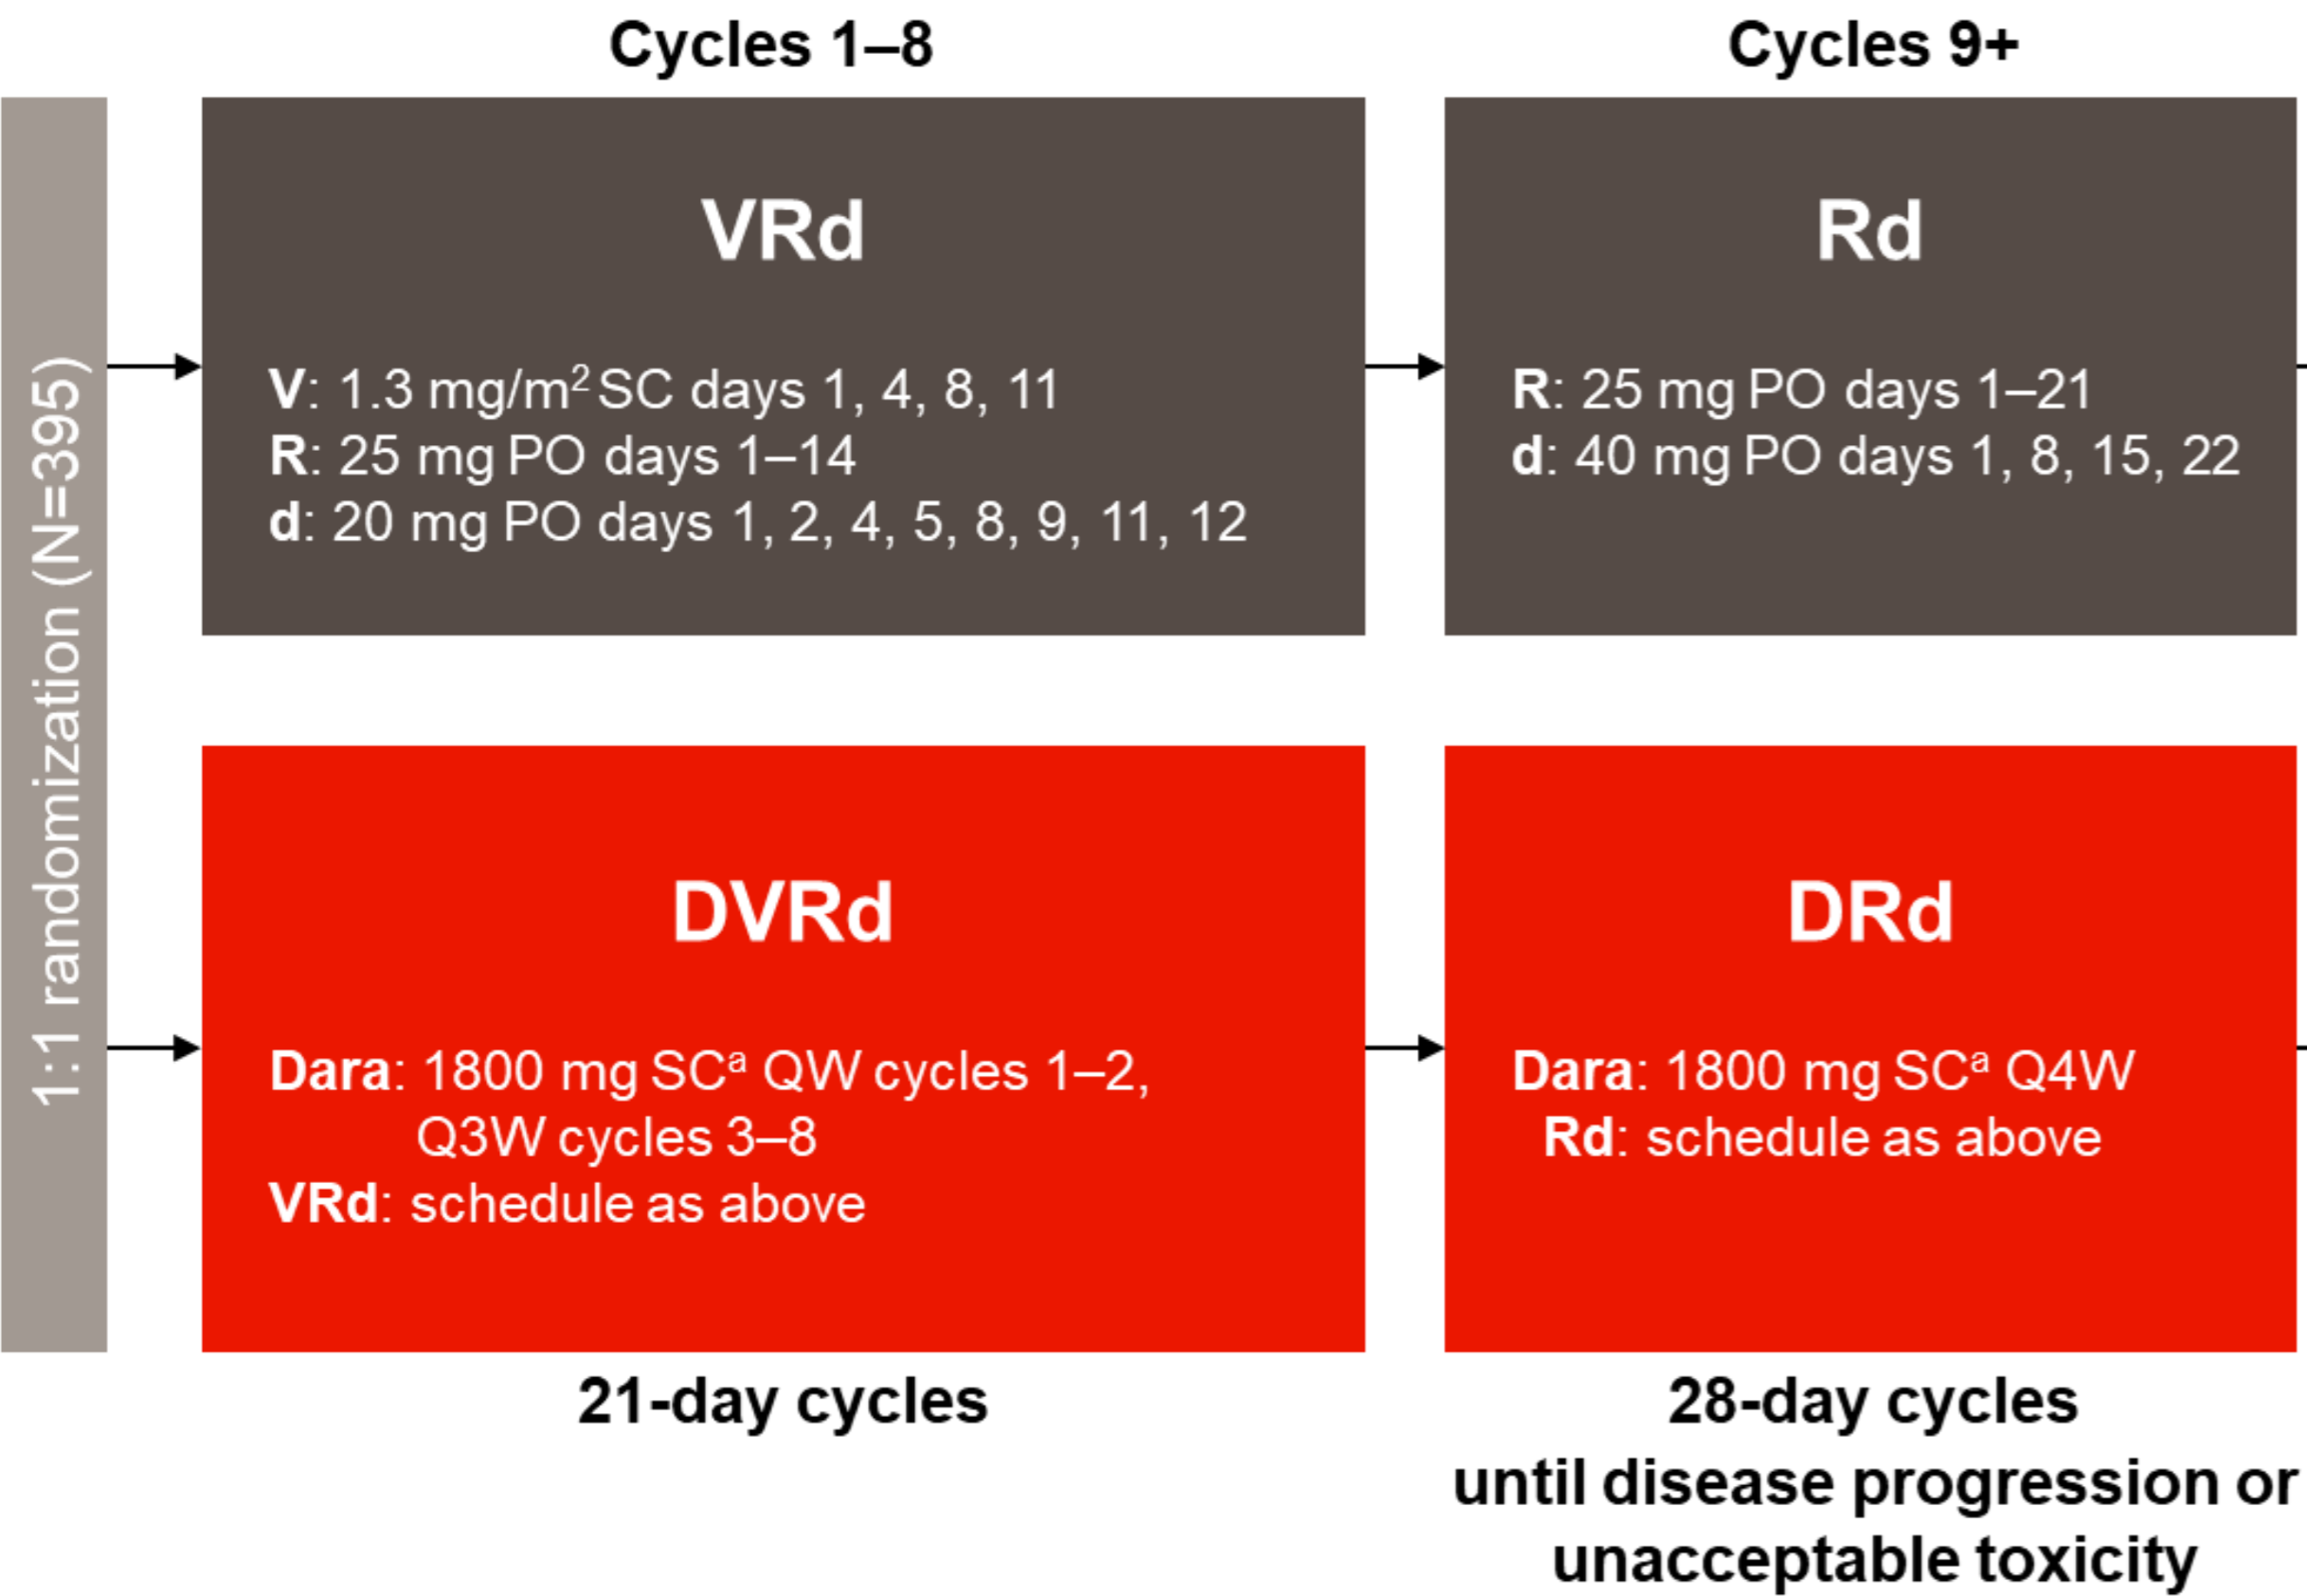 Cycles 1–8
Cycles 9+
1:1 randomization (N=395)
VRd
V: 1.3 mg/m² SC days 1, 4, 8, 11
R: 25 mg PO days 1–14
d: 20 mg PO days 1, 2, 4, 5, 8, 9, 11, 12
Rd
R: 25 mg PO days 1–21
d: 40 mg PO days 1, 8, 15, 22
DVRd
Dara: 1800 mg SCᵃ QW cycles 1–2,
Q3W cycles 3–8
VRd: schedule as above
DRd
Dara: 1800 mg SCᵃ Q4W
Rd: schedule as above
21-day cycles
28-day cycles
until disease progression or
unacceptable toxicity